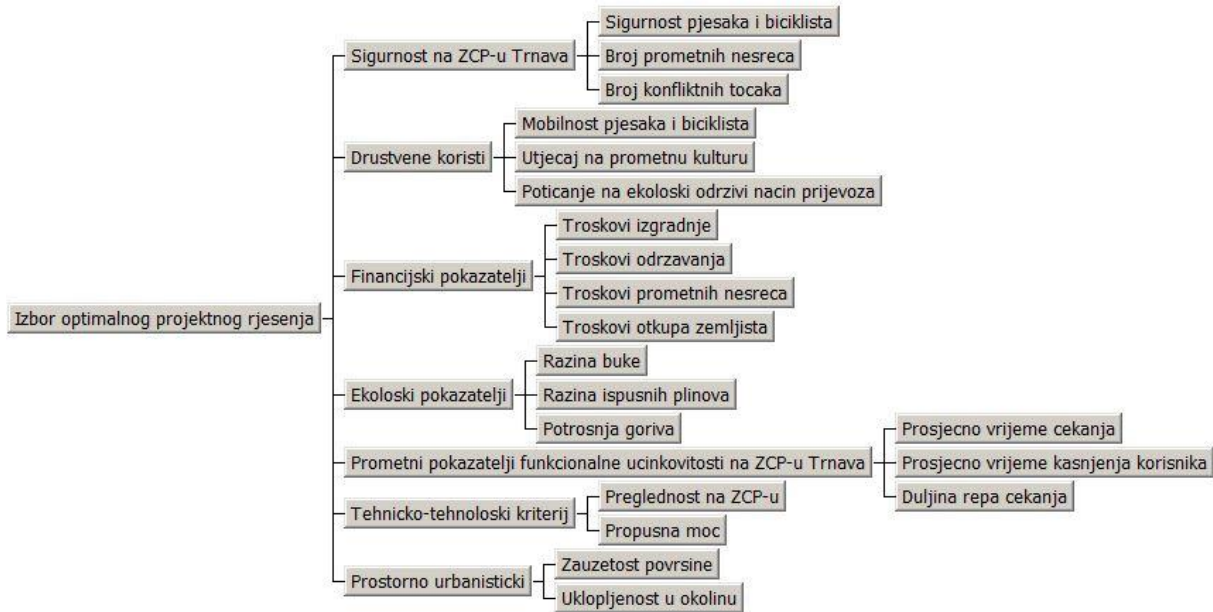 Izbor optimalnog projektnog rjesenja
Sigurnost na ZCP-u Trnava
Sigurnost pjesaka i biciklista
Broj prometnih nesreca
Broj konfliktnih tocaka
Drustvene koristi
Mobilnost pjesaka i biciklista
Utjecaj na prometnu kulturu
Poticanje na ekoloski odrzivi nacin prijevoza
Financijski pokazatelji
Troskovi izgradnje
Troskovi odrzavanja
Troskovi prometnih nesreca
Troskovi otkupa zemljista
Ekoloski pokazatelji
Razina buke
Razina ispusnih plinova
Potrosnja goriva
Prometni pokazatelji funkcionalne ucinkovitosti na ZCP-u Trnava
Prosjecno vrijeme cekanja
Prosjecno vrijeme kasnjenja korisnika
Duljina repa cekanja
Tehnicko-tehnoloski kriterij
Preglednost na ZCP-u
Propusna moc
Prostorno urbanisticki
Zauzetost povrsine
Uklopljenost u okolinu